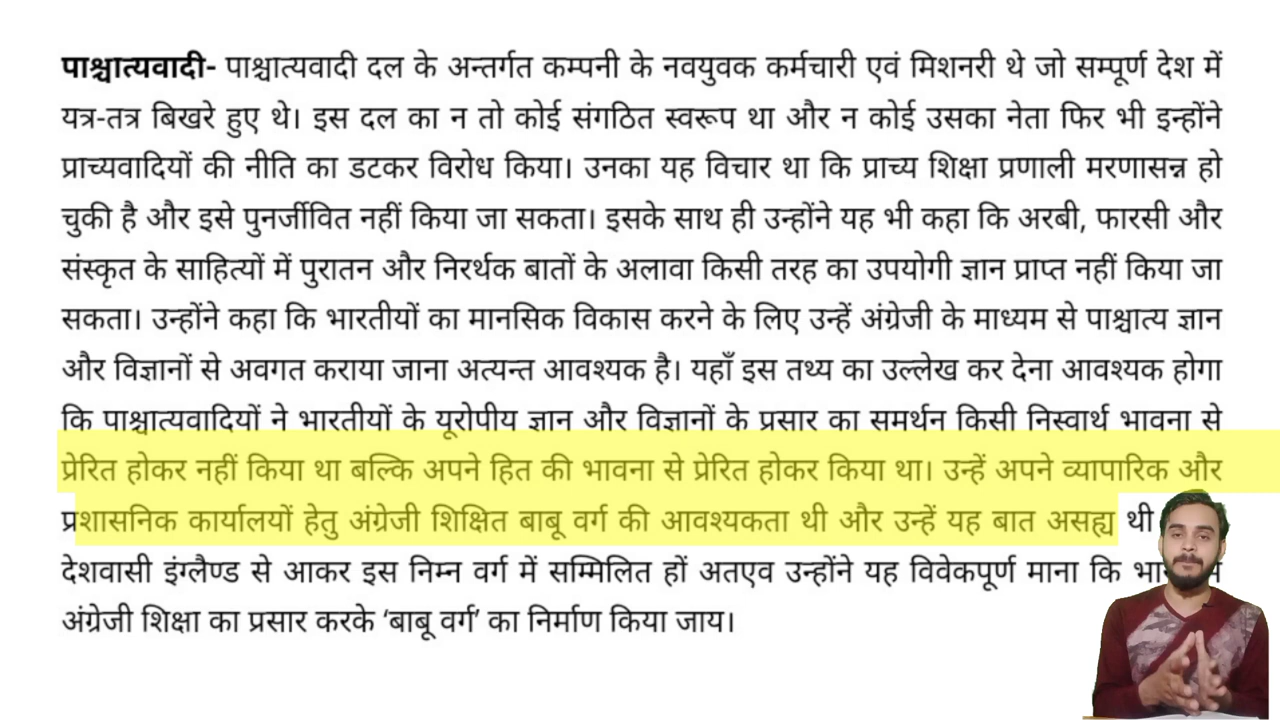 पाश्चात्यवादी- पाश्चात्यवादी दल के अन्तर्गत कम्पनी के नवयुवक कर्मचारी एवं मिशनरी थे जो सम्पूर्ण देश में
यत्र-तत्र बिखरे हुए थे। इस दल का न तो कोई संगठित स्वरूप था और न कोई उसका नेता फिर भी इन्होंने
प्राच्यवादियों की नीति का डटकर विरोध किया। उनका यह विचार था कि प्राच्य शिक्षा प्रणाली मरणासन्न हो
चुकी है और इसे पुनर्जीवित नहीं किया जा सकता। इसके साथ ही उन्होंने यह भी कहा कि अरबी, फारसी और
संस्कृत के साहित्यों में पुरातन और निरर्थक बातों के अलावा किसी तरह का उपयोगी ज्ञान प्राप्त नहीं किया जा
सकता। उन्होंने कहा कि भारतीयों का मानसिक विकास करने के लिए उन्हें अंग्रेजी के माध्यम से पाश्चात्य ज्ञान
और विज्ञानों से अवगत कराया जाना अत्यन्त आवश्यक है। यहाँ इस तथ्य का उल्लेख कर देना आवश्यक होगा
कि पाश्चात्यवादियों ने भारतीयों के यूरोपीय ज्ञान और विज्ञानों के प्रसार का समर्थन किसी निस्वार्थ भावना से
प्रेरित होकर नहीं किया था बल्कि अपने हित की भावना से प्रेरित होकर किया था। उन्हें अपने व्यापारिक और
प्रशासनिक कार्यालयों हेतु अंग्रेजी शिक्षित बाबू वर्ग की आवश्यकता थी और उन्हें यह बात असह्य थी
देशवासी इंग्लैण्ड से आकर इस निम्न वर्ग में सम्मिलित हों अतएव उन्होंने यह विवेकपूर्ण माना कि
अंग्रेजी शिक्षा का प्रसार करके ‘बाबू वर्ग’ का निर्माण किया जाय।